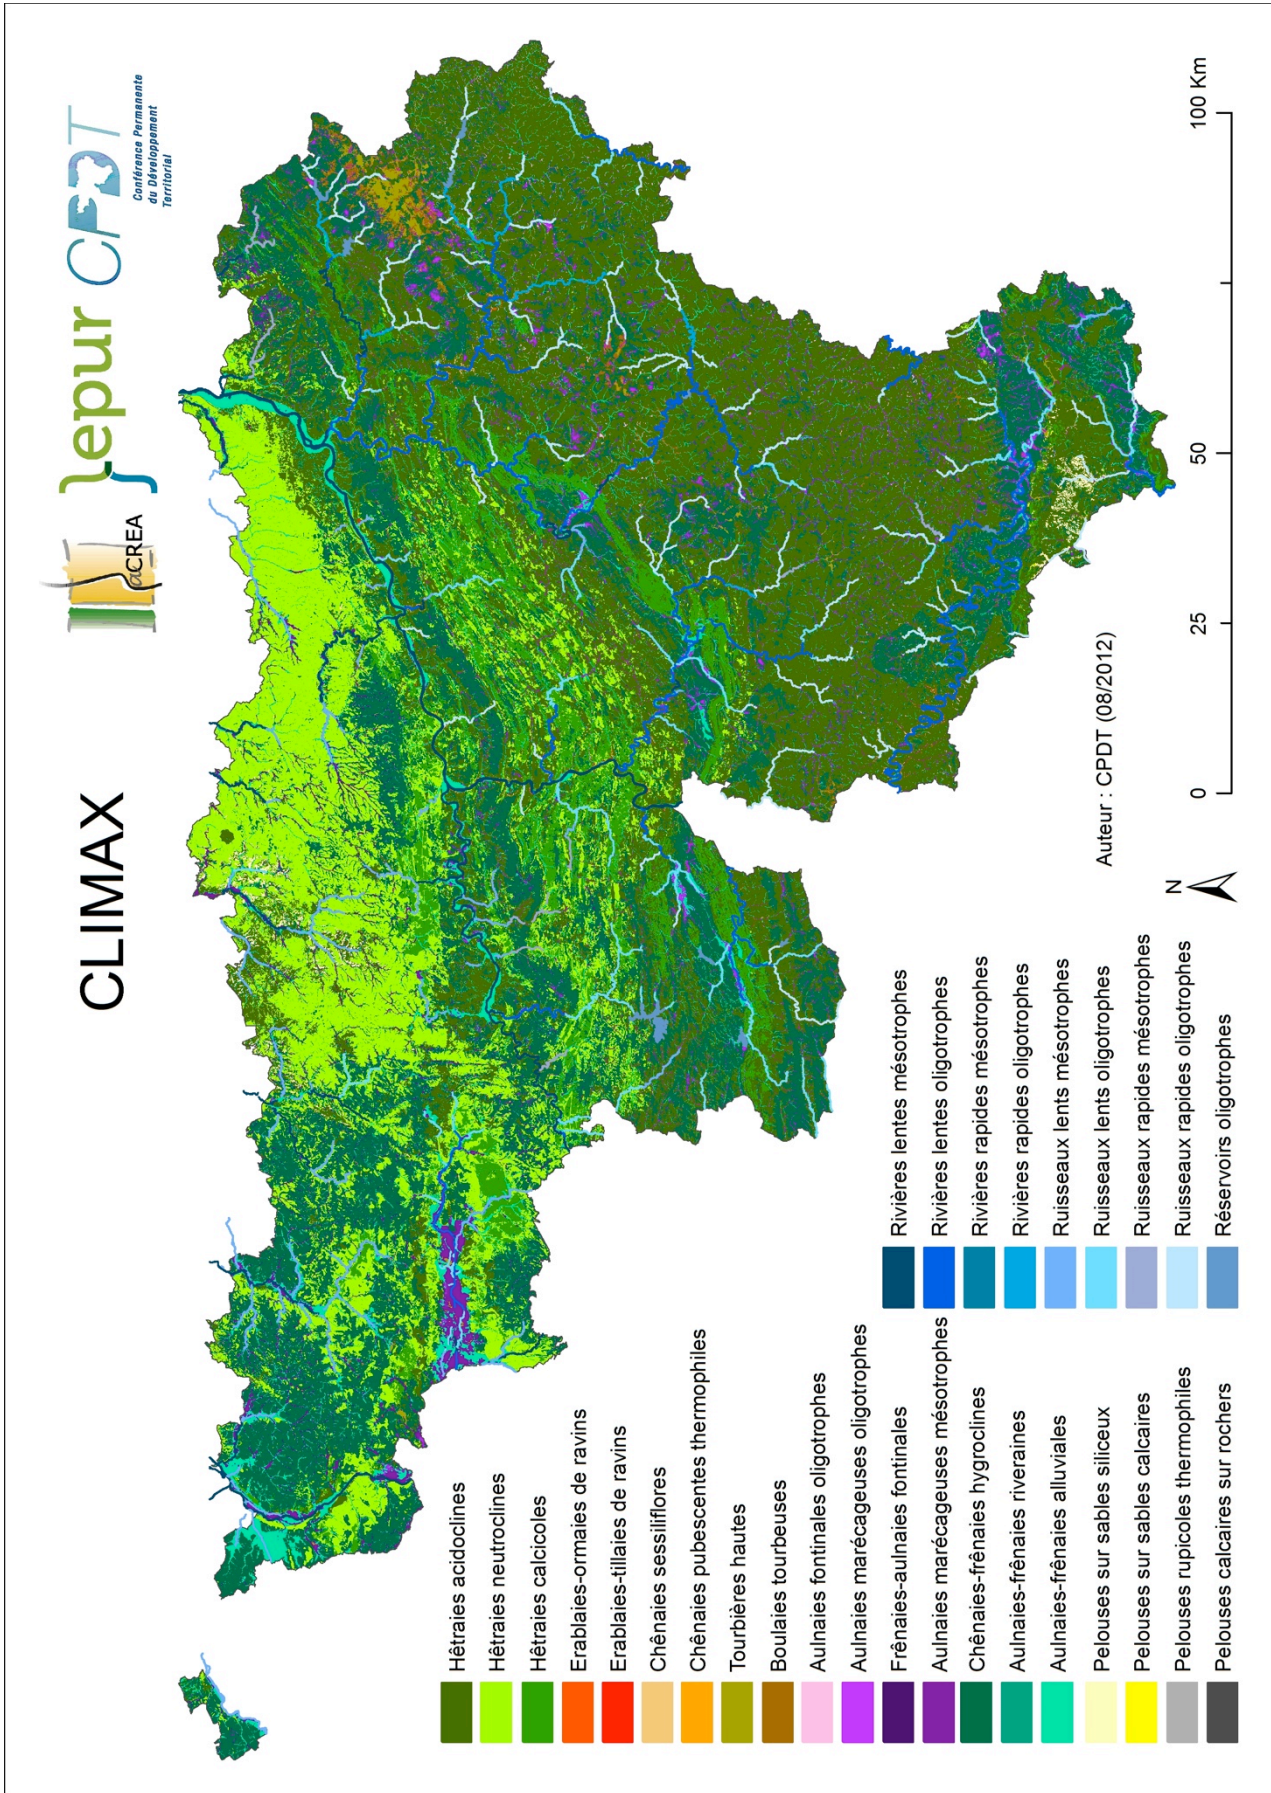 CLIMAX
aCREA
lepur
CPDT
Conférence Permanente
du Développement
Territorial
Hêtraies acidoclines
Hêtraies neutroclines
Hêtraies calcicoles
Erablaies-ormaies de ravins
Erablaies-tillaies de ravins
Chênaies sessiliflores
Chênaies pubescentes thermophiles
Tourbières hautes
Boulaies tourbeuses
Aulnaies fontinales oligotrophes
Aulnaies marécageuses oligotrophes
Frênaies-aulnaies fontinales
Aulnaies marécageuses mésotrophes
Chênaies-frênaies hygroclines
Aulnaies-frênaies riveraines
Aulnaies-frênaies alluviales
Pelouses sur sables siliceux
Pelouses sur sables calcaires
Pelouses rupicoles thermophiles
Pelouses calcaires sur rochers
Rivières lentes mésotrophes
Rivières lentes oligotrophes
Rivières rapides mésotrophes
Rivières rapides oligotrophes
Ruisseaux lents mésotrophes
Ruisseaux lents oligotrophes
Ruisseaux rapides mésotrophes
Ruisseaux rapides oligotrophes
Réservoirs oligotrophes
Auteur : CPDT (08/2012)
N
0 25 50 100 Km